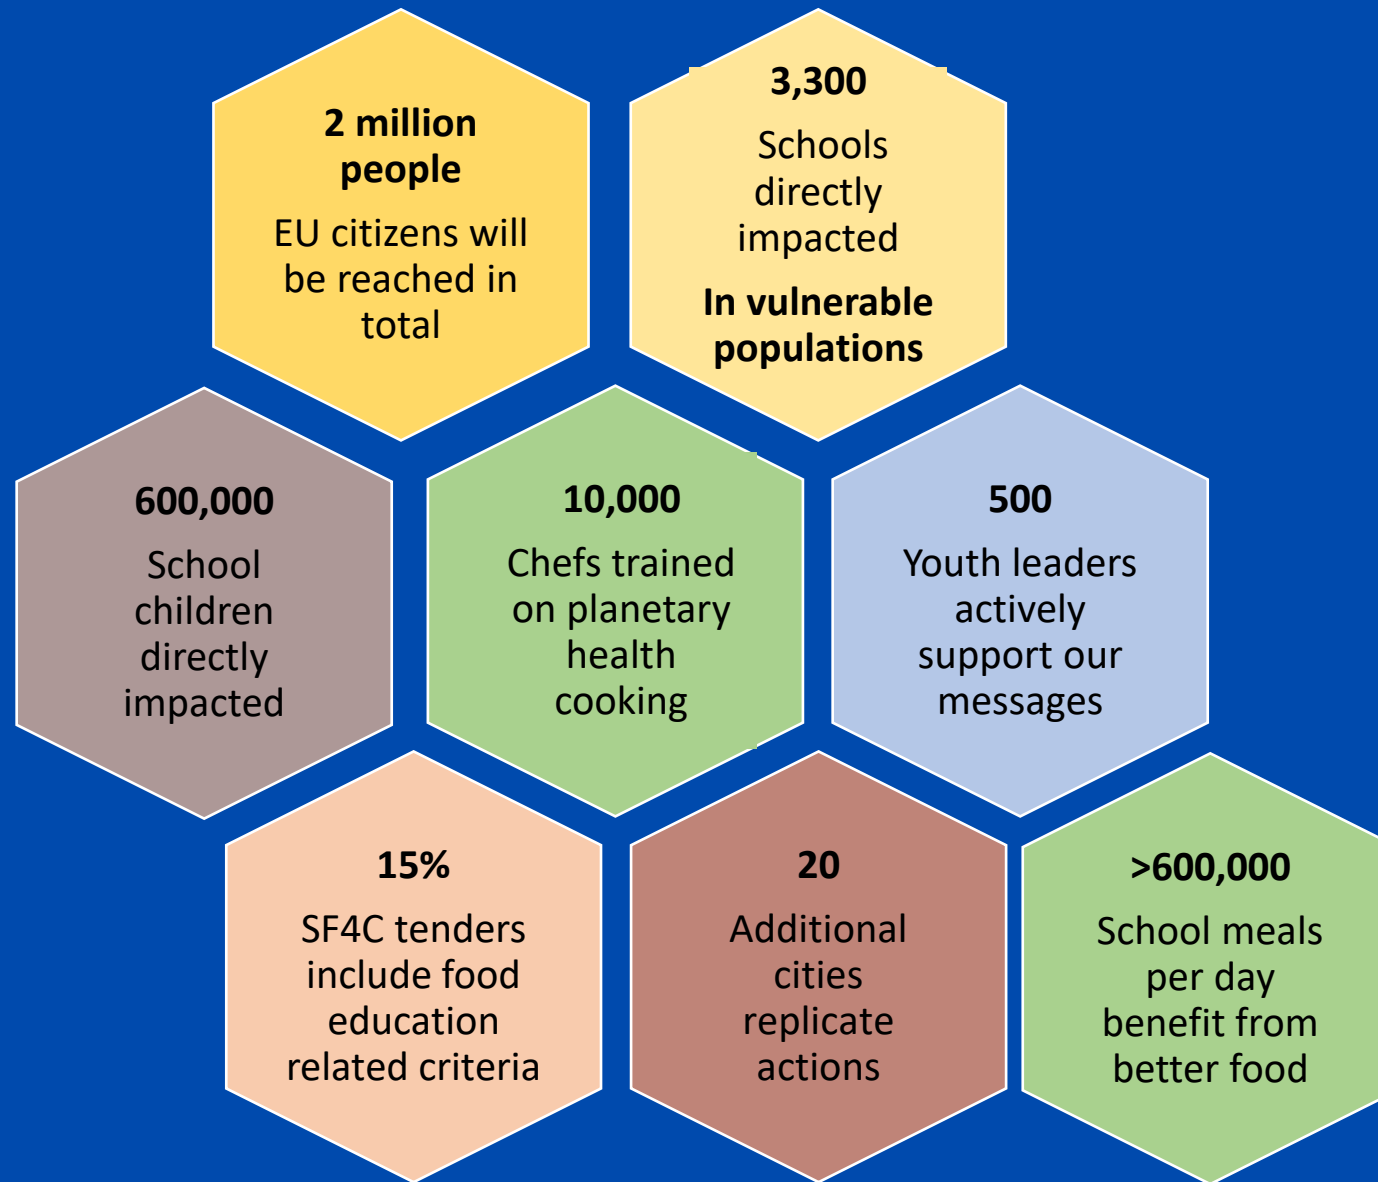 2 million
people
EU citizens will
be reached in
total
3,300
Schools
directly
impacted
In vulnerable
populations
600,000
School
children
directly
impacted
10,000
Chefs trained
on planetary
health
cooking
500
Youth leaders
actively
support our
messages
15%
SF4C tenders
include food
education
related criteria
20
Additional
cities
replicate
actions
>600,000
School meals
per day
benefit from
better food